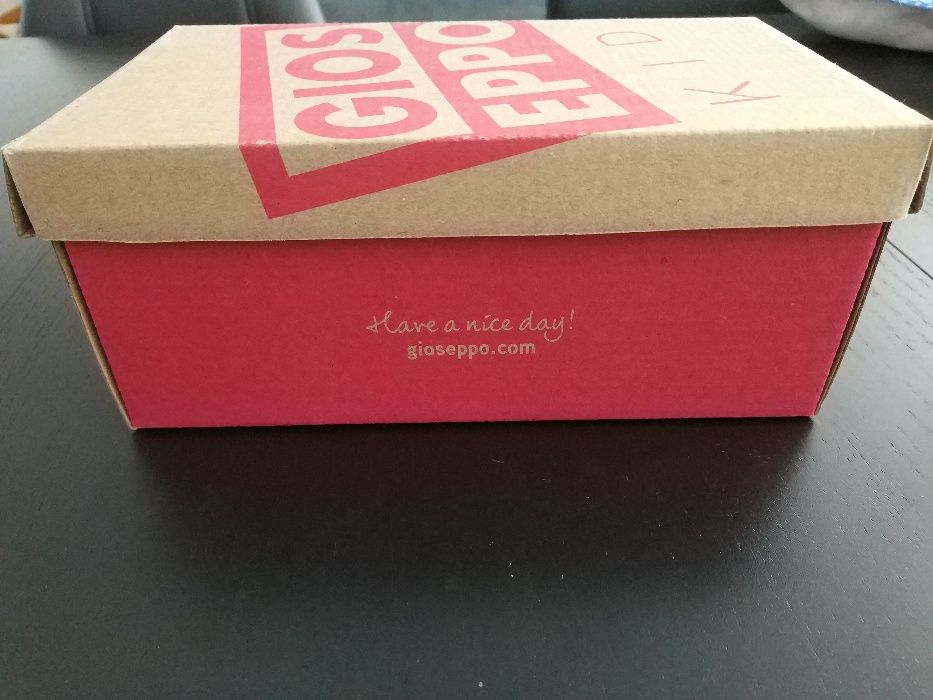 GIOS
EPPO
KID
Have a nice day!
gioseppo.com